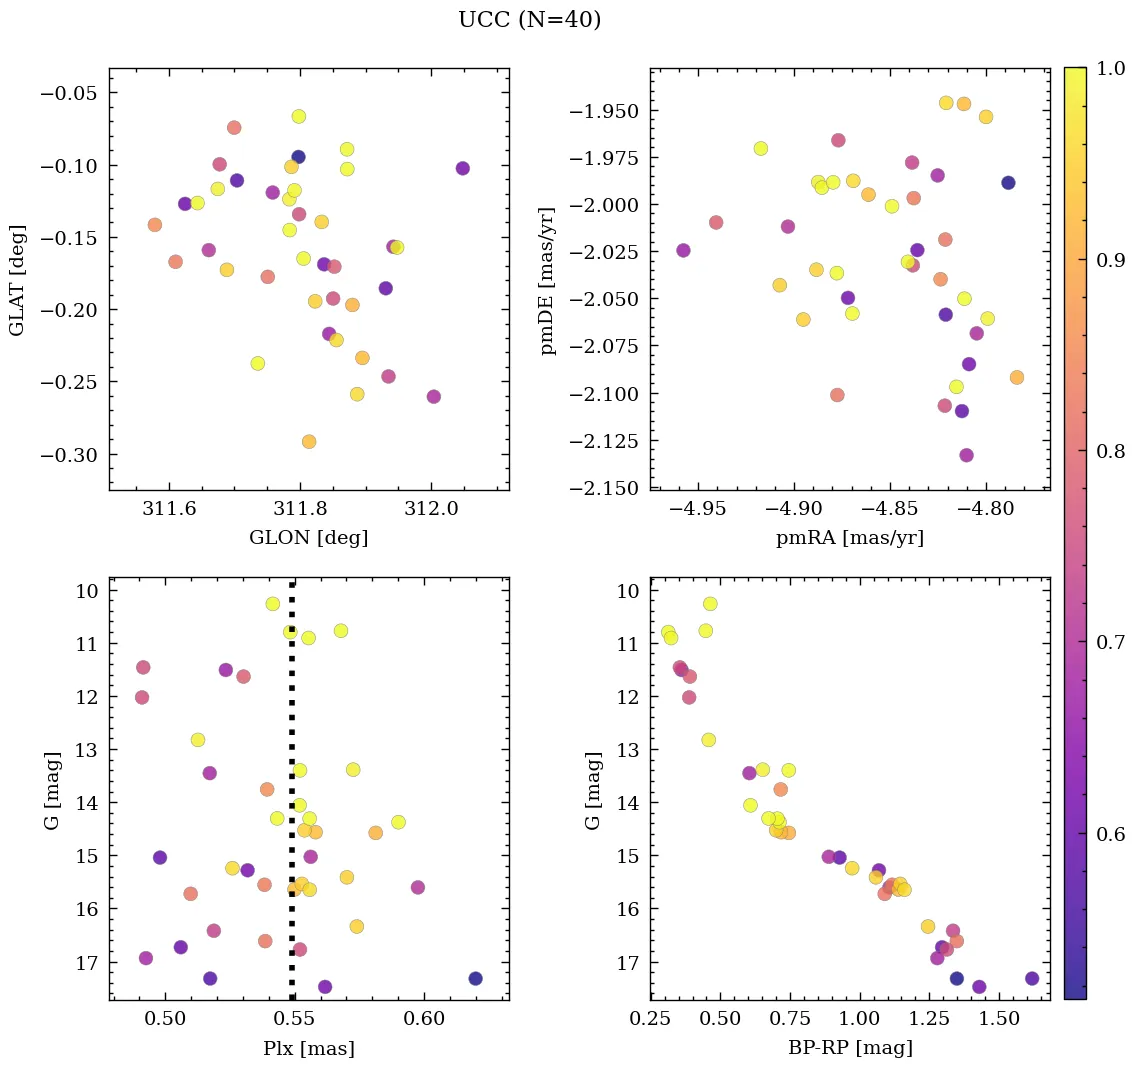 UCC (N=40)
−0.05
−0.10
−0.15
−0.20
−0.25
−0.30
GLAT [deg]
311.6 311.8 312.0
GLON [deg]
−1.950
−1.975
−2.000
−2.025
−2.050
−2.075
−2.100
−2.125
−2.150
pmDE [mas/yr]
−4.95 −4.90 −4.85 −4.80
pmRA [mas/yr]
1.0
0.9
0.8
0.7
0.6
10
11
12
13
14
15
16
17
G [mag]
0.50 0.55 0.60
Plx [mas]
10
11
12
13
14
15
16
17
G [mag]
0.25 0.50 0.75 1.00 1.25 1.50
BP-RP [mag]